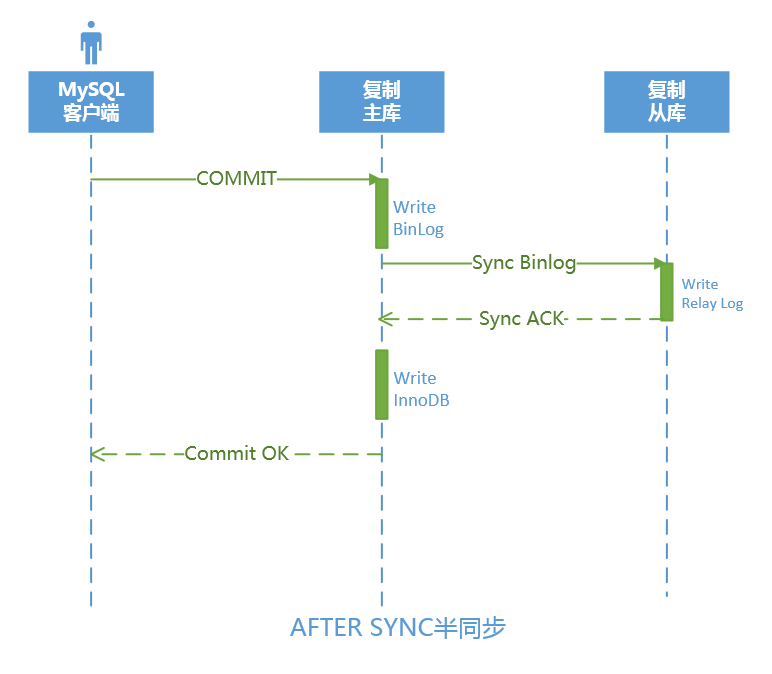 MySQL
客户端
复制
主库
复制
从库
COMMIT
Write
BinLog
Sync Binlog
Write
Relay Log
Sync ACK
Write
InnoDB
Commit OK
AFTER SYNC半同步